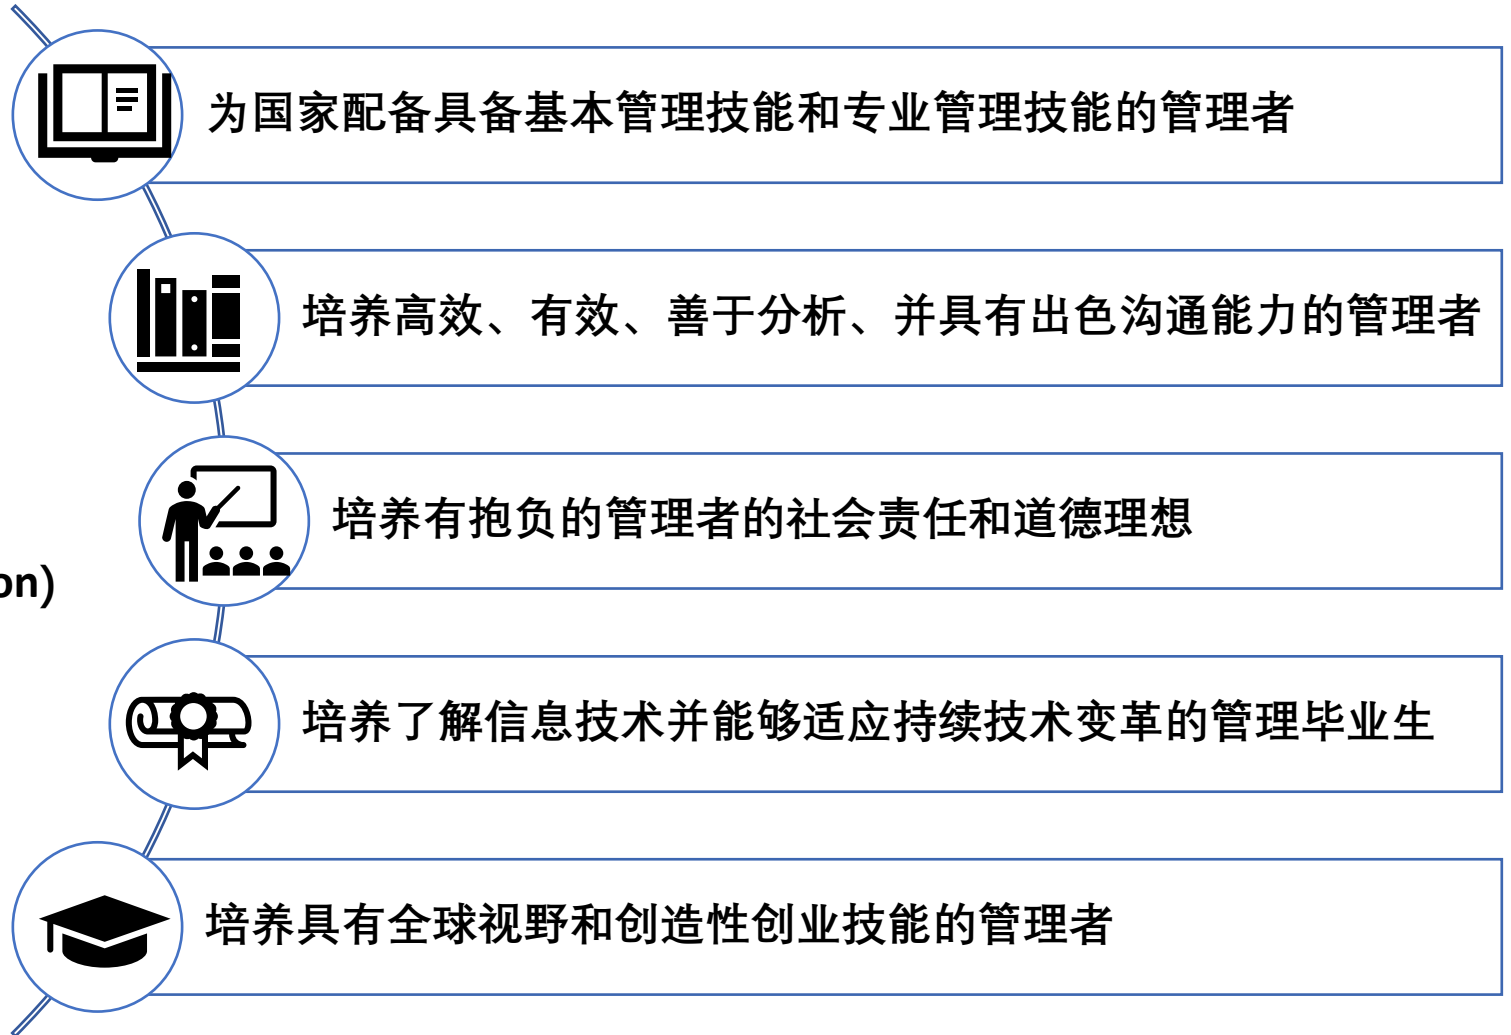 为国家配备具备基本管理技能和专业管理技能的管理者
培养高效、有效、善于分析、并具有出色沟通能力的管理者
培养有抱负的管理者的社会责任和道德理想
on)
培养了解信息技术并能够适应持续技术变革的管理毕业生
培养具有全球视野和创造性创业技能的管理者